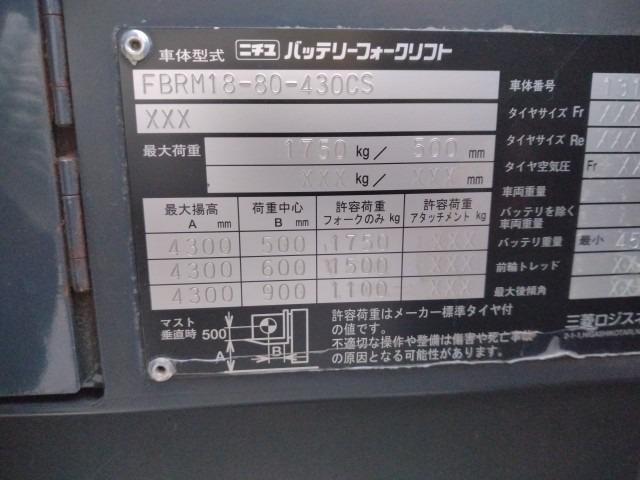 車体型式 ニチユ バッテリーフォークリフト
FBRM18-80-430CS
XXX
最大荷重 1750 kg / 500 mm
XXX kg / XXX mm
最大揚高 A mm 荷重中心 B mm 許容荷重 フォークのみ kg 許容荷重 アタッチメント kg
4300 500 1750 XXX
4300 600 1500 XXX
4300 900 1100 XXX
マスト垂直時 500 A B
許容荷重はメーカー標準タイヤ付
の値です。
不適切な操作や整備は傷害や死亡事故
の原因となる可能性があります。
車体番号
タイヤサイズ Fr ///
タイヤサイズ Re ///
タイヤ空気圧 Fr
車両重量
バッテリを除く
車両重量
バッテリ重量 最小 45
前輪トレッド XX
最大後傾角 XX
三菱ロジスネ